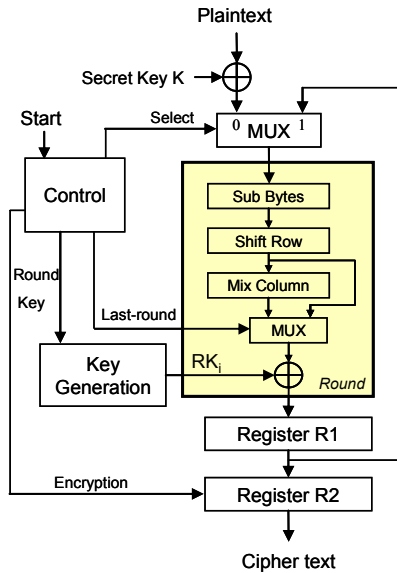 Plaintext
Secret Key K
Start
Select
0 MUX 1
Control
Sub Bytes
Shift Row
Round
Key
Mix Column
Last-round
MUX
Key
Generation
RKi
Round
Register R1
Encryption
Register R2
Cipher text